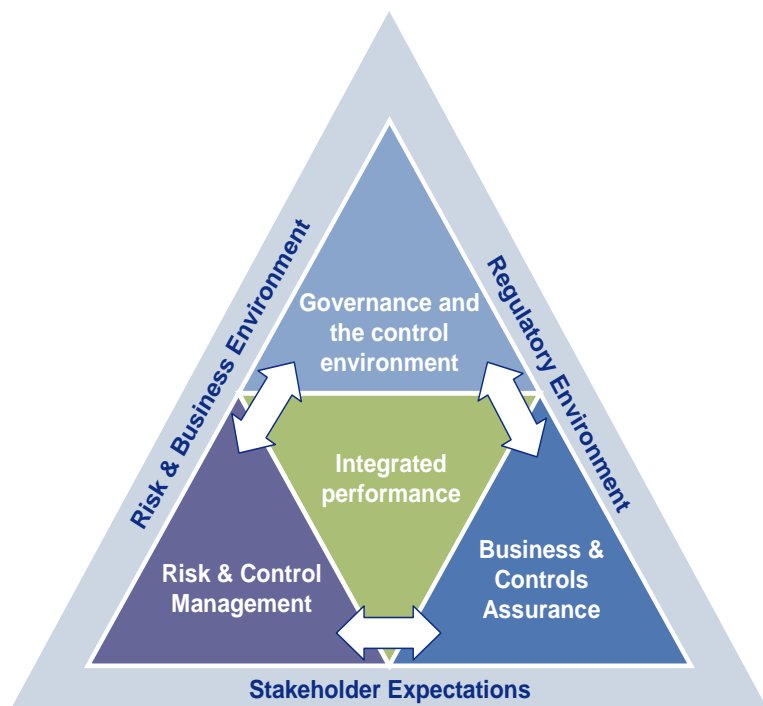 Risk & Business Environment
Regulatory Environment
Governance and
the control
environment
Integrated
performance
Risk & Control
Management
Business &
Controls
Assurance
Stakeholder Expectations